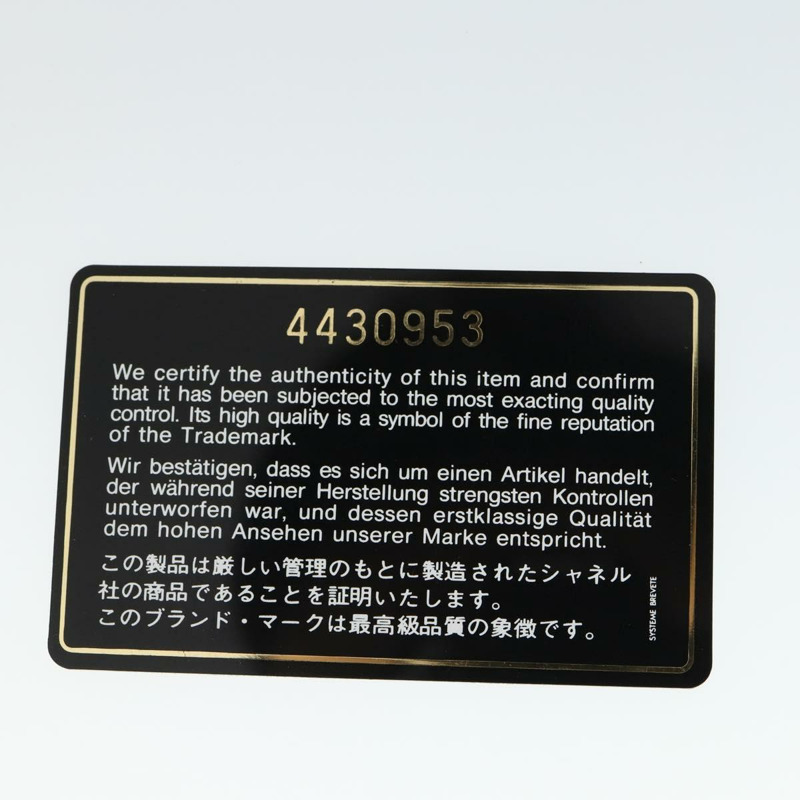 4430953
We certify the authenticity of this item and confirm
that it has been subjected to the most exacting quality
control. Its high quality is a symbol of the fine reputation
of the Trademark.
Wir bestätigen, dass es sich um einen Artikel handelt,
der während seiner Herstellung strengsten Kontrollen
unterworfen war, und dessen erstklassige Qualität
dem hohen Ansehen unserer Marke entspricht.
この製品は厳しい管理のもとに製造されたシャネル
社の商品であることを証明いたします。
このブランド・マークは最高級品質の象徴です。
SYSTEME BREVETE